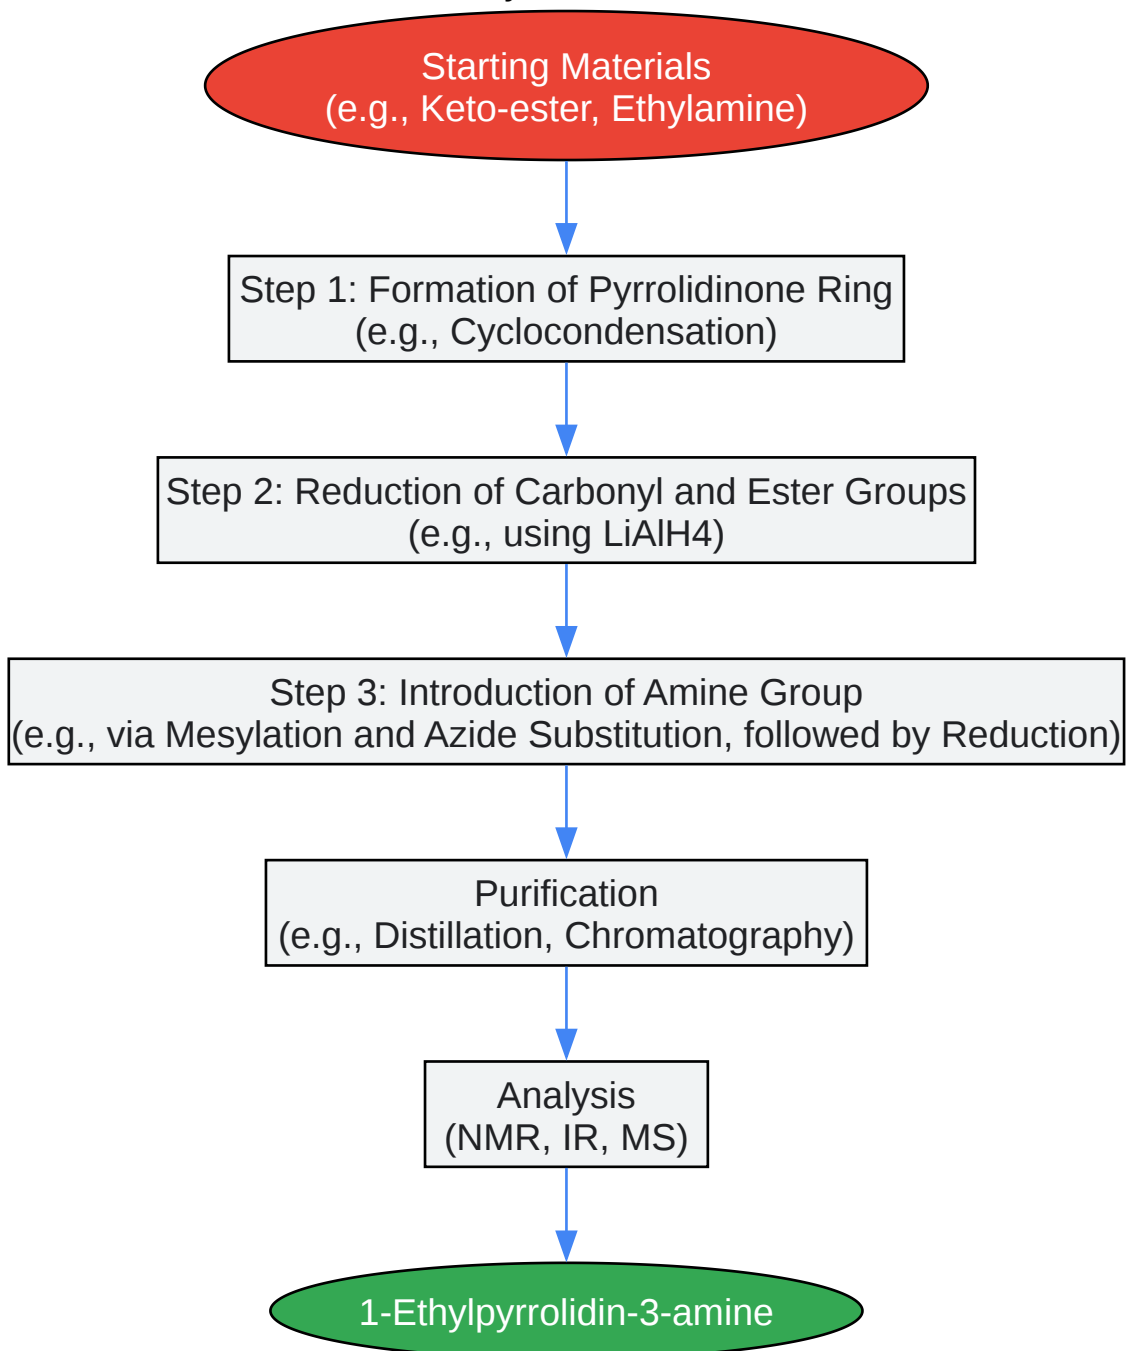 Starting Materials
(e.g., Keto-ester, Ethylamine)
Step 1: Formation of Pyrrolidinone Ring
(e.g., Cyclocondensation)
Step 2: Reduction of Carbonyl and Ester Groups
(e.g., using LiAlH4)
Step 3: Introduction of Amine Group
(e.g., via Mesylation and Azide Substitution, followed by Reduction)
Purification
(e.g., Distillation, Chromatography)
Analysis
(NMR, IR, MS)
1-Ethylpyrrolidin-3-amine